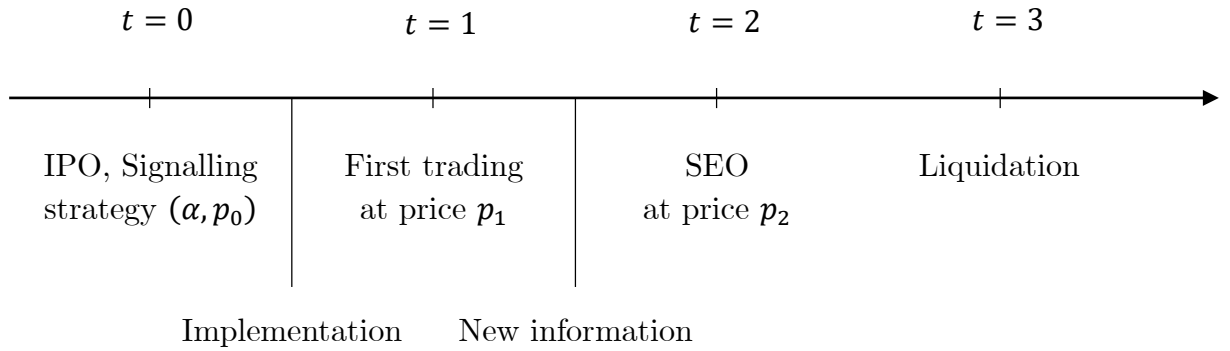 t = 0 t = 1 t = 2 t = 3
IPO, Signalling First trading SEO Liquidation
strategy (α, p₀) at price p₁ at price p₂
Implementation New information